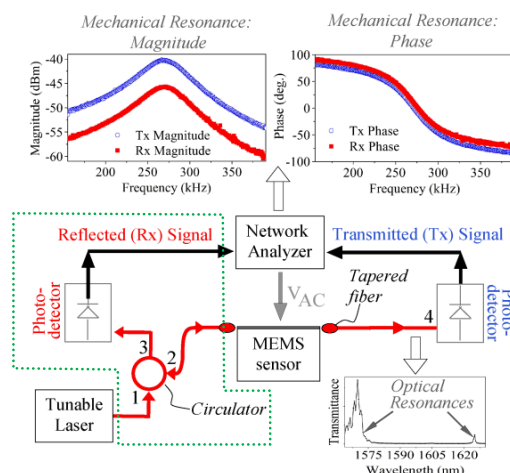 Mechanical Resonance:
Magnitude
Mechanical Resonance:
Phase
Magnitude (dBm)
-40
-45
-50
-55
-60
Tx Magnitude
Rx Magnitude
200 250 300 350
Frequency (kHz)
Phase (deg.)
100
50
0
-50
-100
Tx Phase
Rx Phase
200 250 300 350
Frequency (kHz)
Reflected (Rx) Signal
Network
Analyzer
Transmitted (Tx) Signal
Photo-
detector
VAC
Tapered
fiber
4
Photo-
detector
3
2
1
MEMS
sensor
Circulator
Tunable
Laser
Transmittance
Optical
Resonances
1575 1590 1605 1620
Wavelength (nm)